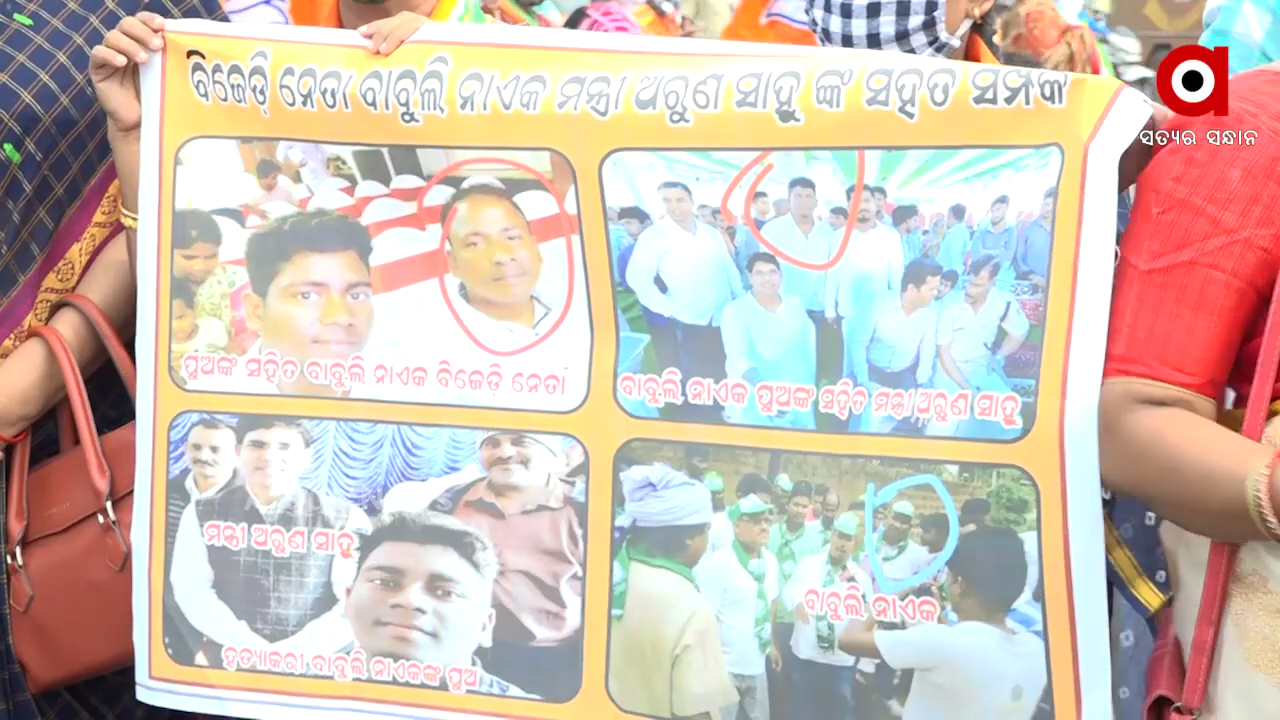 ବିଜେଡି ନେତା ବାବୁଲି ନାଏକ ମନ୍ତ୍ରୀ ଅରୁଣ ସାହୁ ଙ୍କ ସହିତ ସମ୍ପର୍କ
a
ସତ୍ୟର ସନ୍ଧାନ
ପୁଅଙ୍କ ସହିତ ବାବୁଲି ନାଏକ ବିଜେଡି ନେତା
ବାବୁଲି ନାଏକ ପୁଅଙ୍କ ସହିତ ମନ୍ତ୍ରୀ ଅରୁଣ ସାହୁ
ମନ୍ତ୍ରୀ ଅରୁଣ ସାହୁ
ହତ୍ୟାକାରୀ ବାବୁଲି ନାଏକଙ୍କ ପୁଅ
ବାବୁଲି ନାଏକ